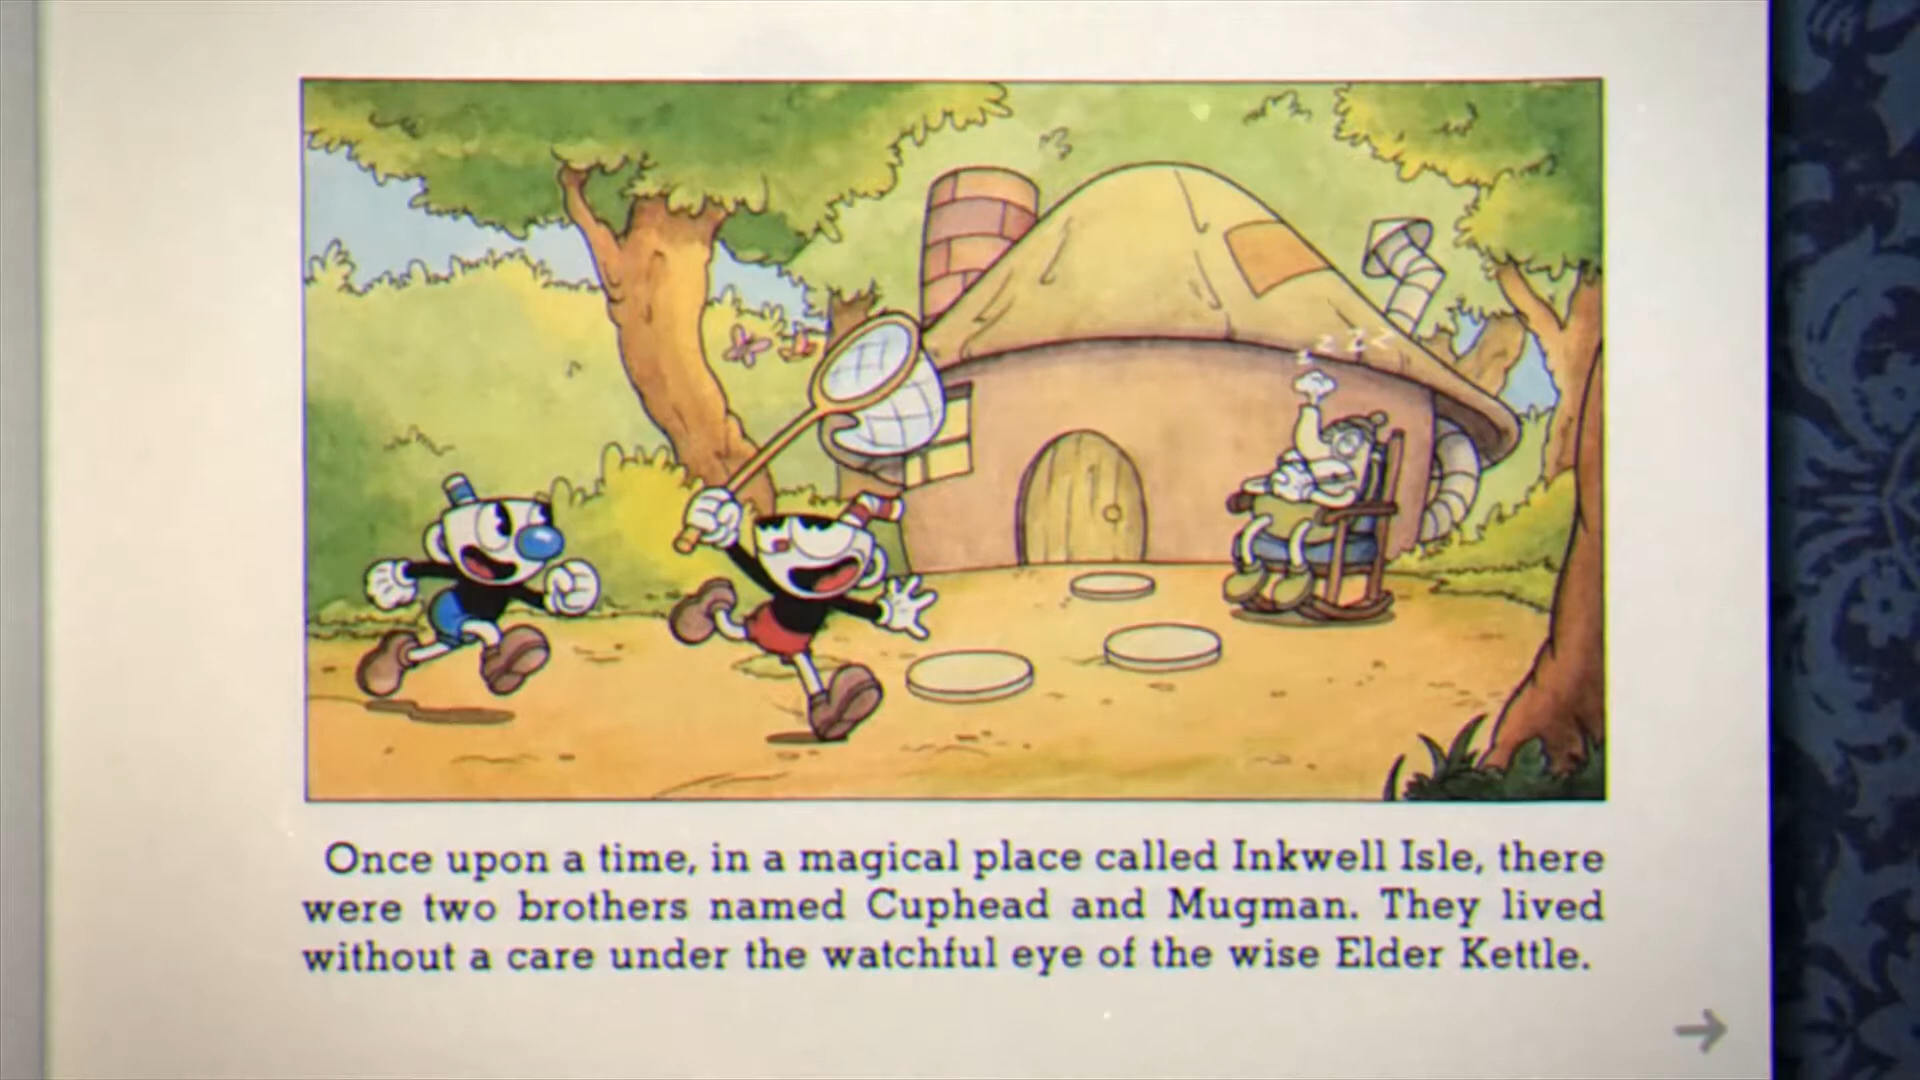 z z z z
Once upon a time, in a magical place called Inkwell Isle, there
were two brothers named Cuphead and Mugman. They lived
without a care under the watchful eye of the wise Elder Kettle.